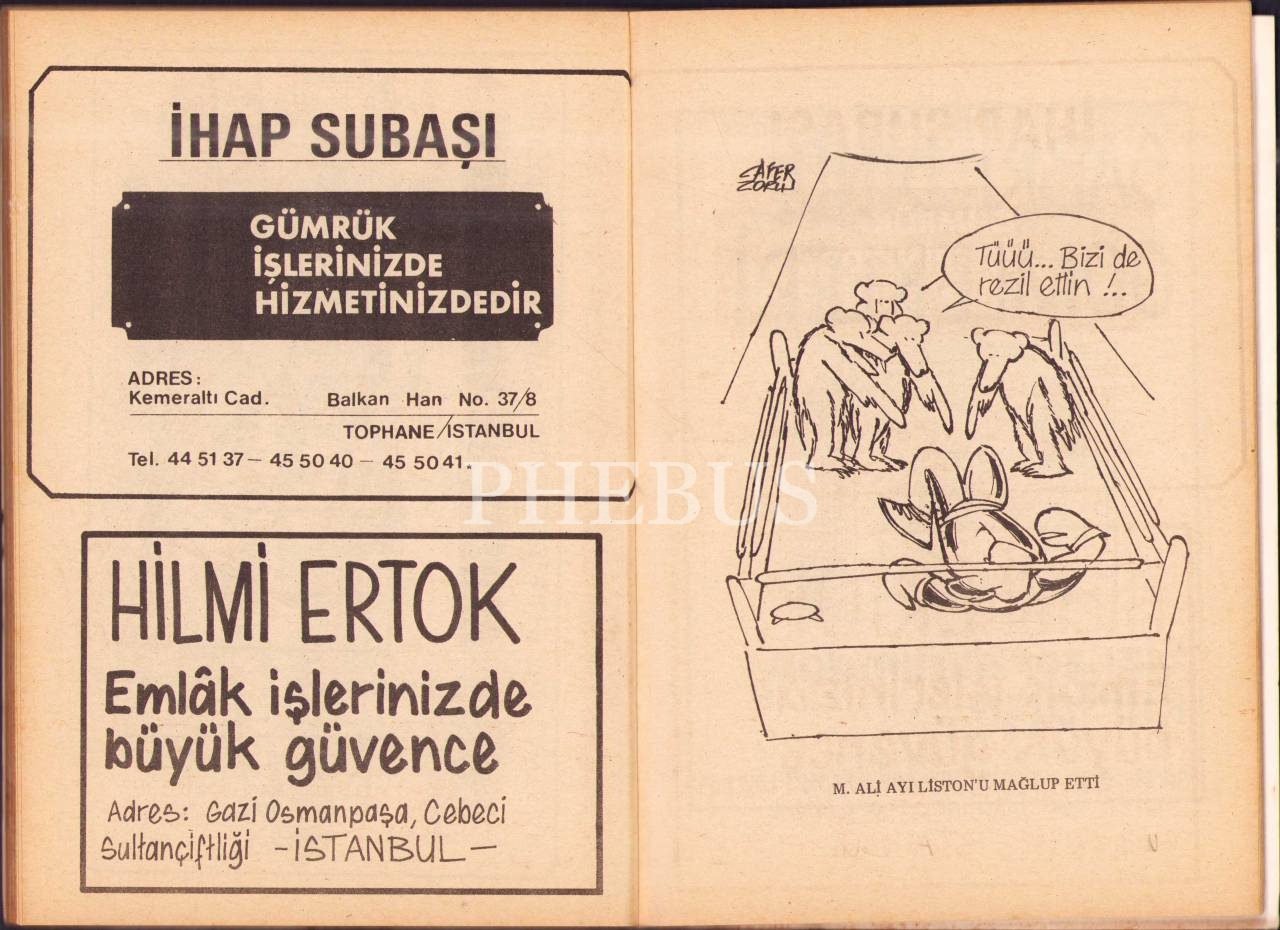 İHAP SUBAŞI
GÜMRÜK
İŞLERİNİZDE
HİZMETİNİZDEDİR
ADRES:
Kemeraltı Cad. Balkan Han No. 37/8
TOPHANE/İSTANBUL
Tel. 44 51 37 — 45 50 40 — 45 50 41.
HİLMİ ERTOK
Emlâk işlerinizde
büyük güvence
Adres: Gazi Osmanpaşa, Cebeci
Sultançiftliği -İSTANBUL-
SAFER
ZORLU
Tüüü... Bizi de
rezil ettin !..
M. ALİ AYI LİSTON'U MAĞLUP ETTİ
PHEBUS